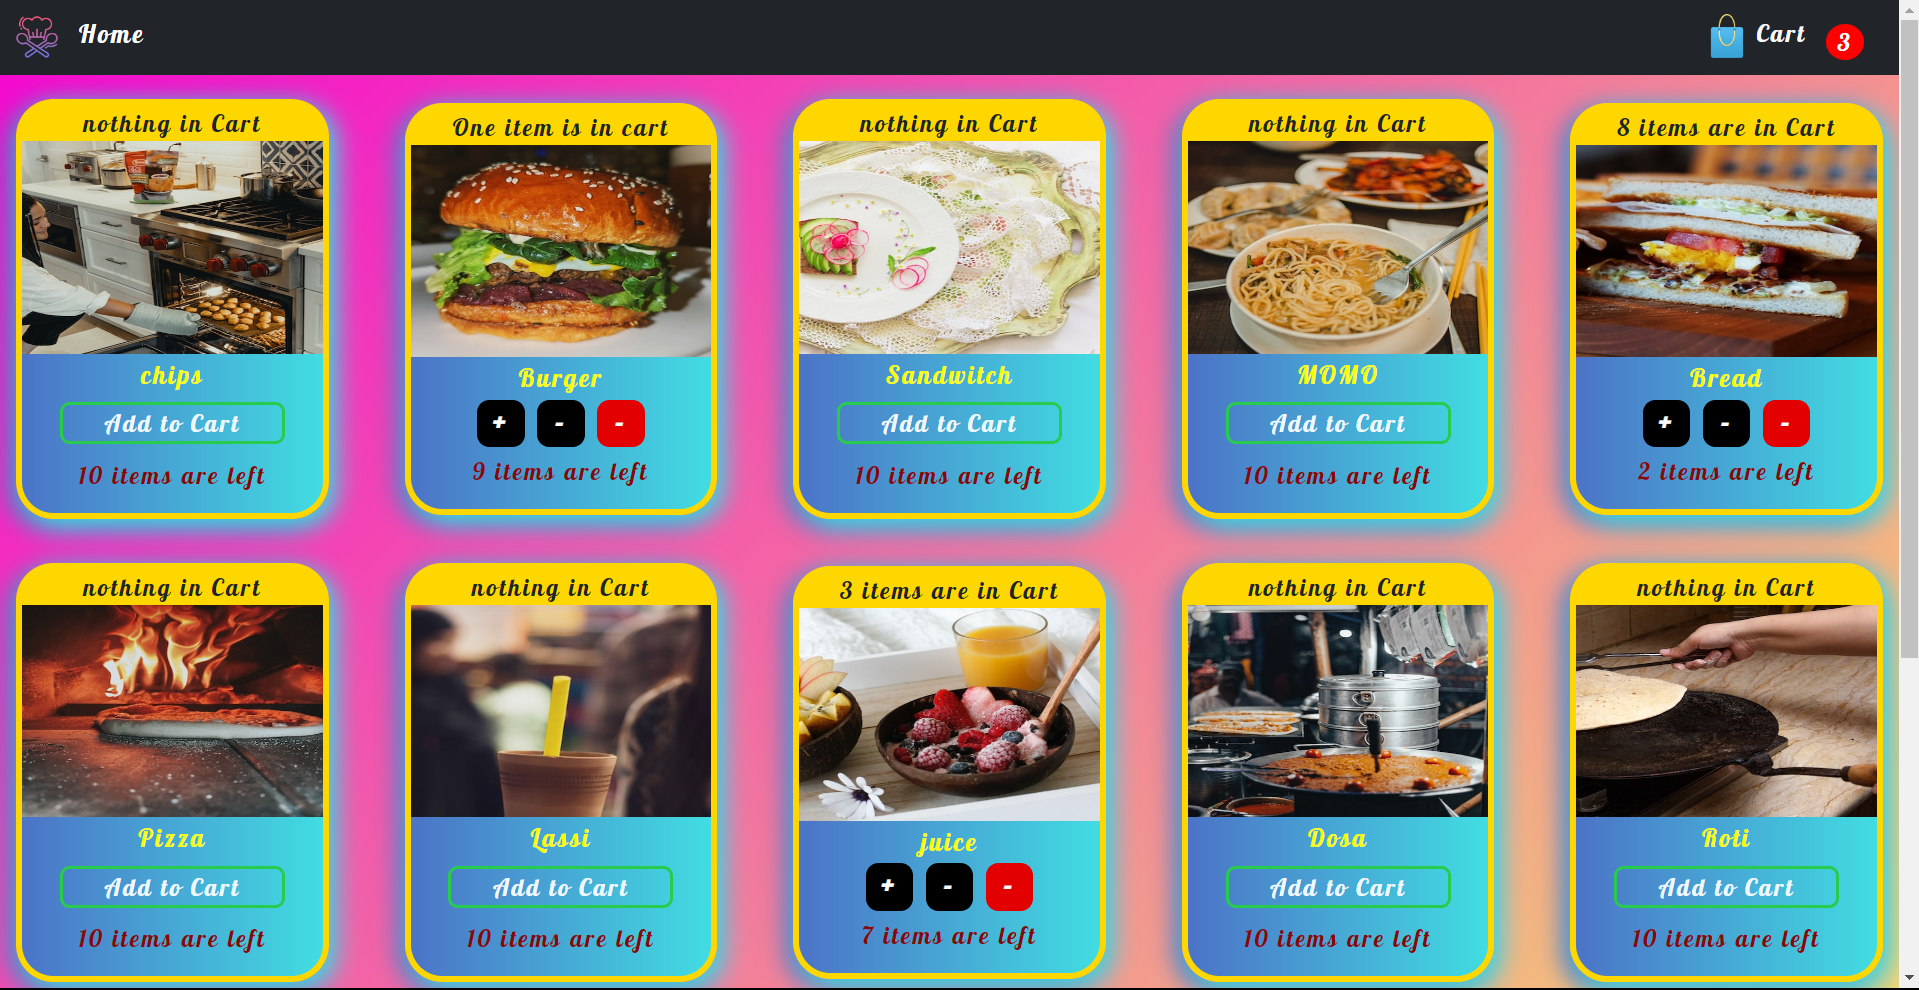 Home
Cart 3
nothing in Cart
chips
Add to Cart
10 items are left
One item is in cart
Burger
+ - -
9 items are left
nothing in Cart
Sandwitch
Add to Cart
10 items are left
nothing in Cart
MOMO
Add to Cart
10 items are left
8 items are in Cart
Bread
+ - -
2 items are left
nothing in Cart
Pizza
Add to Cart
10 items are left
nothing in Cart
Lassi
Add to Cart
10 items are left
3 items are in Cart
juice
+ - -
7 items are left
nothing in Cart
Dosa
Add to Cart
10 items are left
nothing in Cart
Roti
Add to Cart
10 items are left